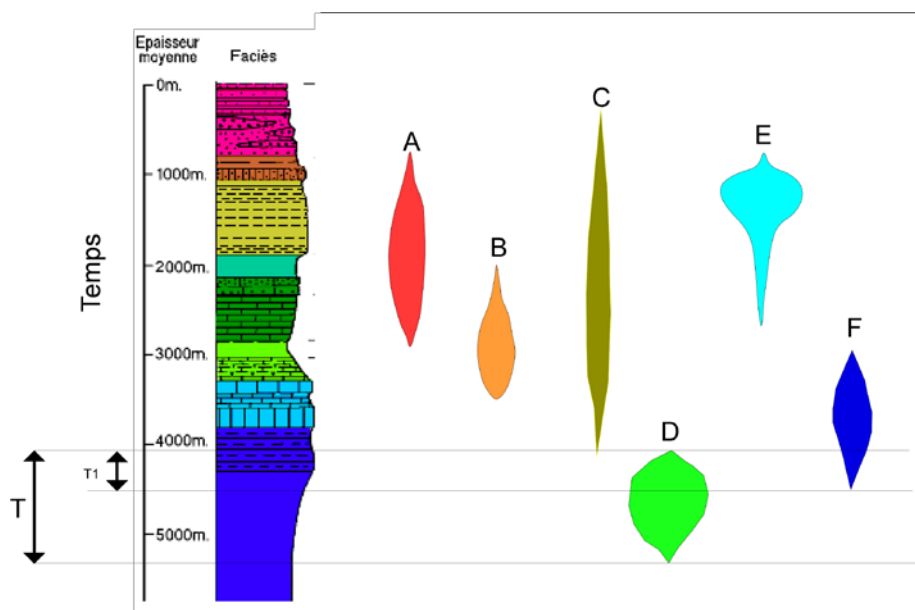 Epaisseur
moyenne
Faciès
0m.
1000m.
2000m.
3000m.
4000m.
5000m.
Temps
T
T1
A
B
C
D
E
F